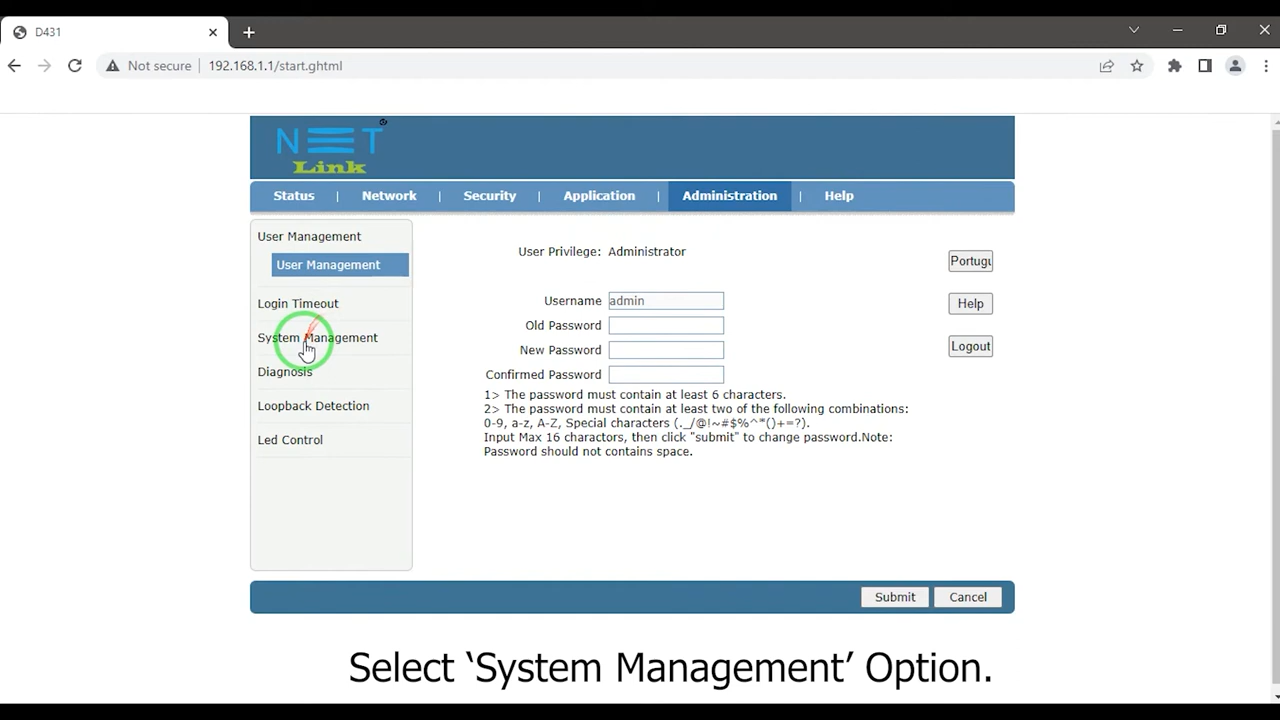 D431
Not secure
192.168.1.1/start.ghtml
NET
Link
Status | Network | Security | Application | Administration | Help
User Management
User Management
Login Timeout
System Management
Diagnosis
Loopback Detection
Led Control
User Privilege: Administrator
Username admin
Old Password
New Password
Confirmed Password
1> The password must contain at least 6 characters.
2> The password must contain at least two of the following combinations:
0-9, a-z, A-Z, Special characters (._/@!~#$%^*()+=?).
Input Max 16 charactors, then click "submit" to change password.Note:
Password should not contains space.
Portugu
Help
Logout
Submit Cancel
Select ‘System Management’ Option.